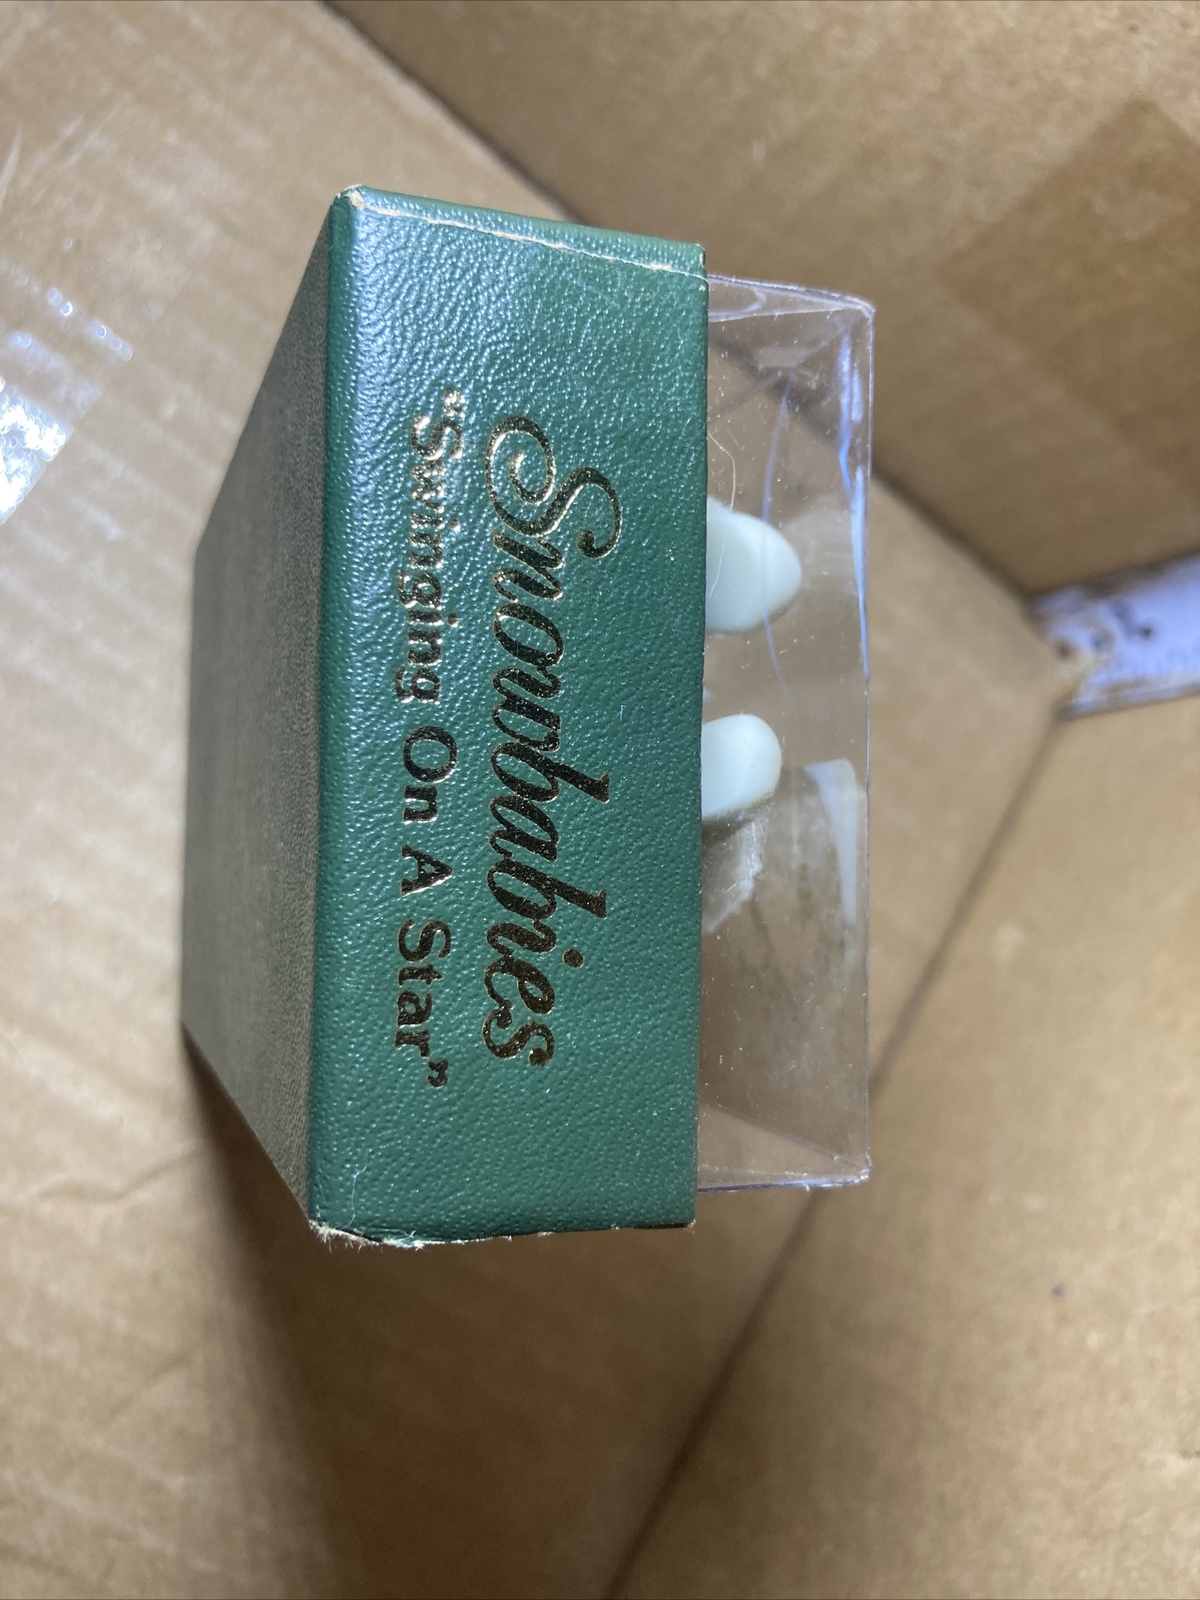 Snowbabies
"Swinging On A Star"